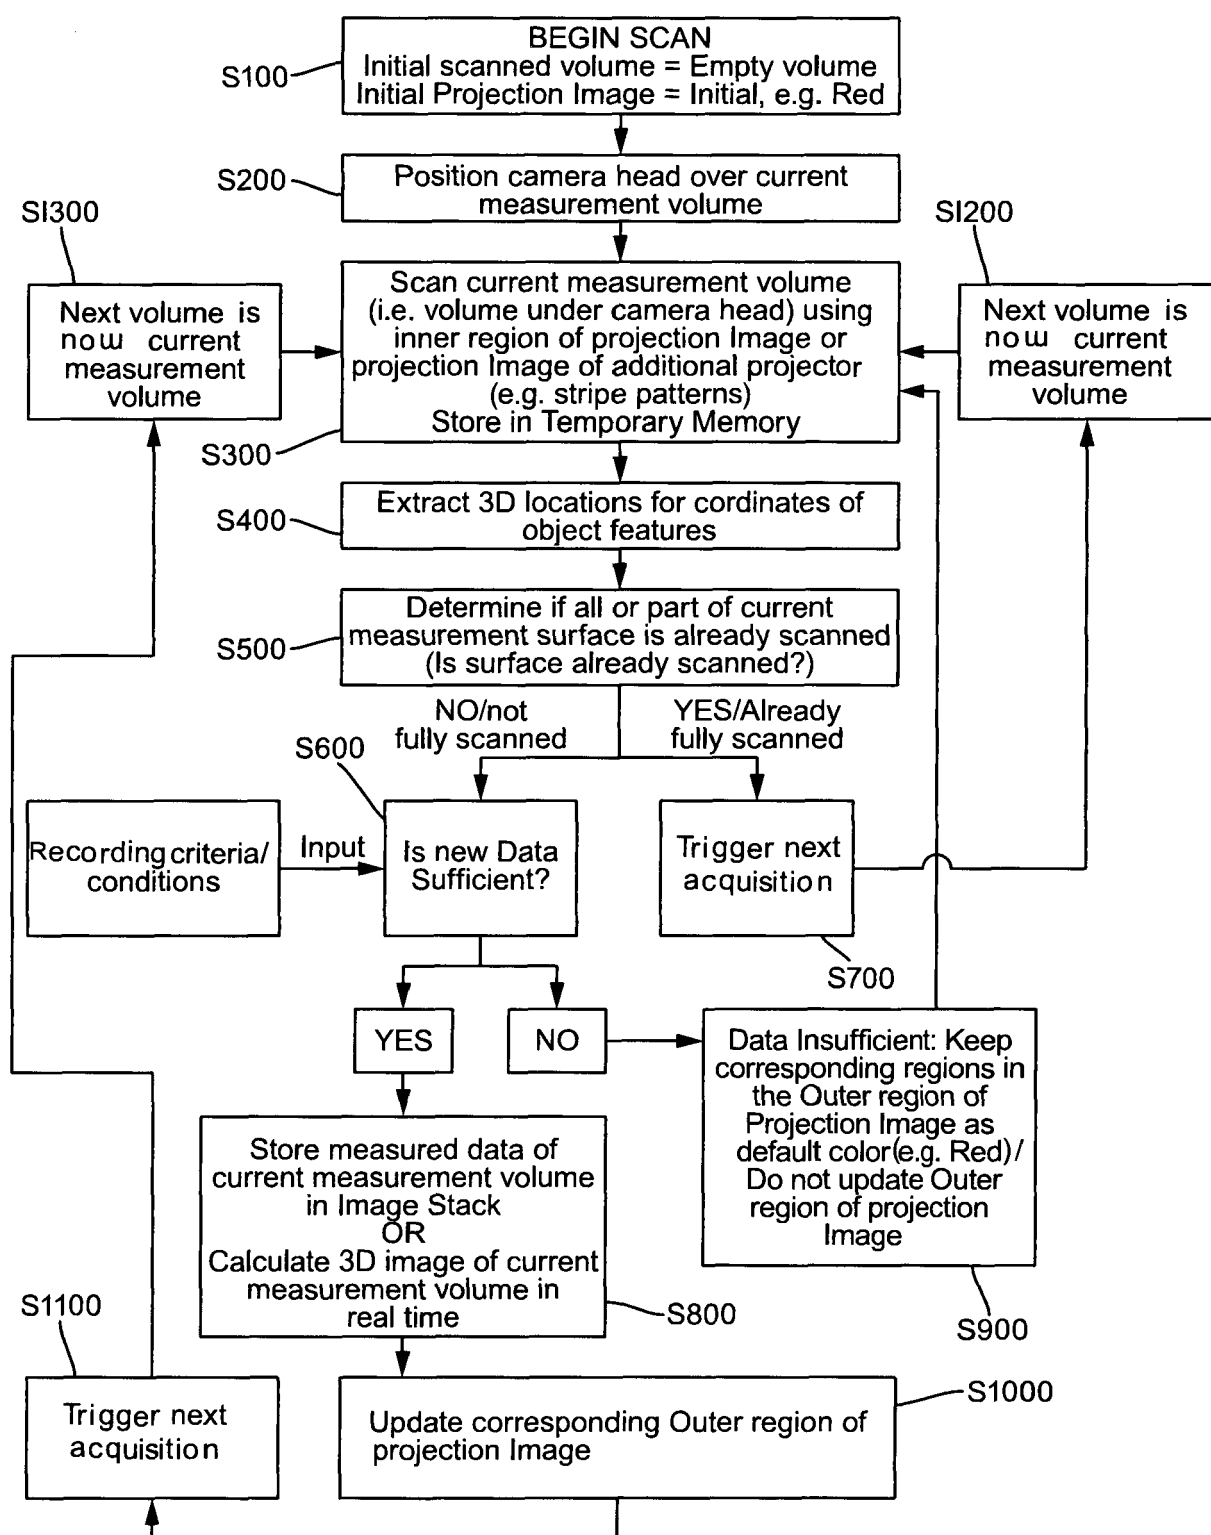 BEGIN SCAN
Initial scanned volume = Empty volume
Initial Projection Image = Initial, e.g. Red
S100
Position camera head over current
measurement volume
S200
SI300
Next volume is
now current
measurement
volume
Scan current measurement volume
(i.e. volume under camera head) using
inner region of projection Image or
projection Image of additional projector
(e.g. stripe patterns)
Store in Temporary Memory
S300
SI200
Next volume is
now current
measurement
volume
Extract 3D locations for cordinates of
object features
S400
Determine if all or part of current
measurement surface is already scanned
(Is surface already scanned?)
S500
NO/not
fully scanned
YES/Already
fully scanned
S600
Recording criteria/
conditions
Input
Is new Data
Sufficient?
Trigger next
acquisition
S700
YES
NO
Data Insufficient: Keep
corresponding regions in
the Outer region of
Projection Image as
default color(e.g. Red)/
Do not update Outer
region of projection
Image
S900
Store measured data of
current measurement volume
in Image Stack
OR
Calculate 3D image of current
measurement volume in
real time
S800
S1100
Trigger next
acquisition
Update corresponding Outer region of
projection Image
S1000